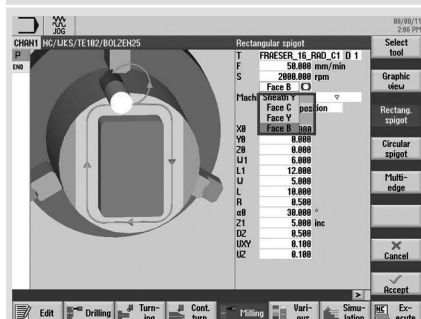 JOG
08/08/11
2:06 PM
CHAN1 NC/WKS/TE102/BOLZEN25
Rectangular spigot
Select
tool
P
END
T FRAESER_16_RAD_C1 D 1
F 50.000 mm/min
S 2000.000 rpm
Face B
Mach
Sheath Y
Face C
Face Y
Face B
position
Graphic
view
Rectang.
spigot
X0
Y0 0.000
Z0 0.000
W1 6.000
L1 12.000
W 5.000
L 10.000
R 0.500
α0 30.000 °
Z1 5.000 inc
DZ 0.500
UXY 0.100
UZ 0.100
Circular
spigot
Multi-
edge
Cancel
Accept
Edit
Drilling
Turn-
ing
Cont.
turn
Milling
Vari-
ous
Simu-
lation
NC Ex-
ecute